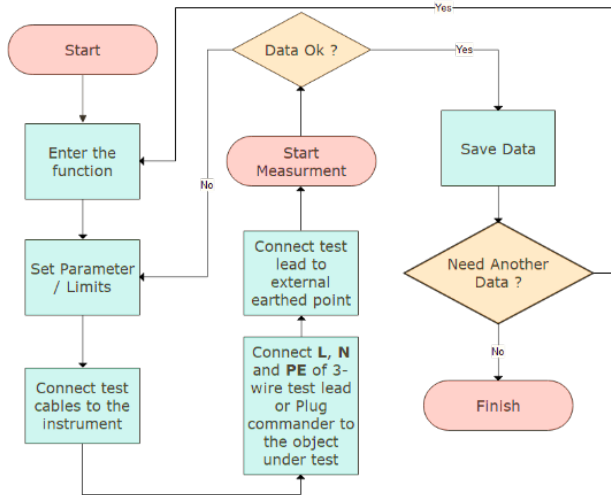 Start
Enter the
function
Set Parameter
/ Limits
Connect test
cables to the
instrument
Connect L, N
and PE of 3-
wire test lead
or Plug
commander to
the object
under test
Connect test
lead to
external
earthed point
Start
Measurment
Data Ok ?
No
Yes
Save Data
Need Another
Data ?
Yes
No
Finish